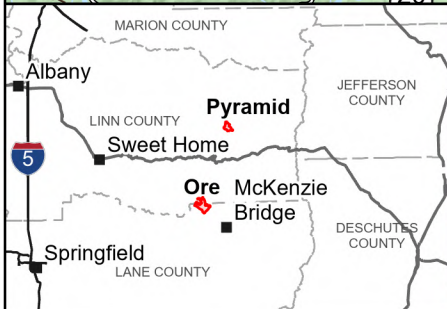 MARION COUNTY
Albany
JEFFERSON
COUNTY
Pyramid
LINN COUNTY
Sweet Home
5
Ore McKenzie
Bridge
DESCHUTES
COUNTY
Springfield
LANE COUNTY